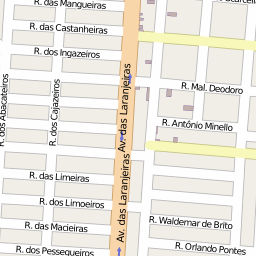 R. das Mangueiras
R. das Castanheiras
R. dos Ingazeiros
R. dos Abacateiros
R. dos Cajazeiros
Av. das Laranjeiras
R. Mal. Deodoro
R. Antônio Minello
R. das Limeiras
R. dos Limoeiros
Av. das Laranjeiras
R. Waldemar de Brito
R. das Macieiras
R. dos Pessegueiros
R. Orlando Pontes